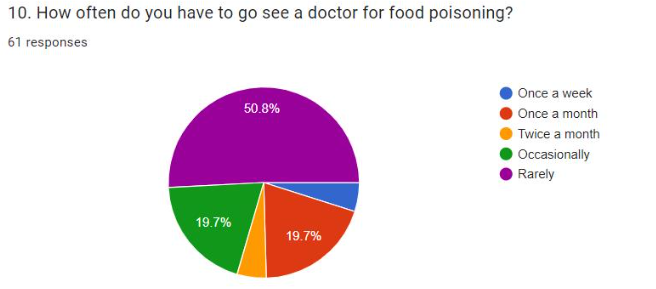 10. How often do you have to go see a doctor for food poisoning?
61 responses
50.8%
19.7%
19.7%
Once a week
Once a month
Twice a month
Occasionally
Rarely